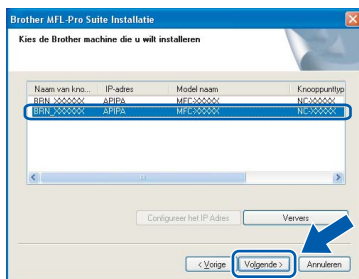 Brother MFL-Pro Suite Installatie
Kies de Brother machine die u wilt installeren
Naam van kno... IP-adres Model naam Knooppunttyp
BRN_XXXXXX APIPA MFC-XXXXX NC-XXXXX
BRN_XXXXXX APIPA MFC-XXXXX NC-XXXXX
Configureer het IP Adres Ververs
< Vorige Volgende > Annuleren